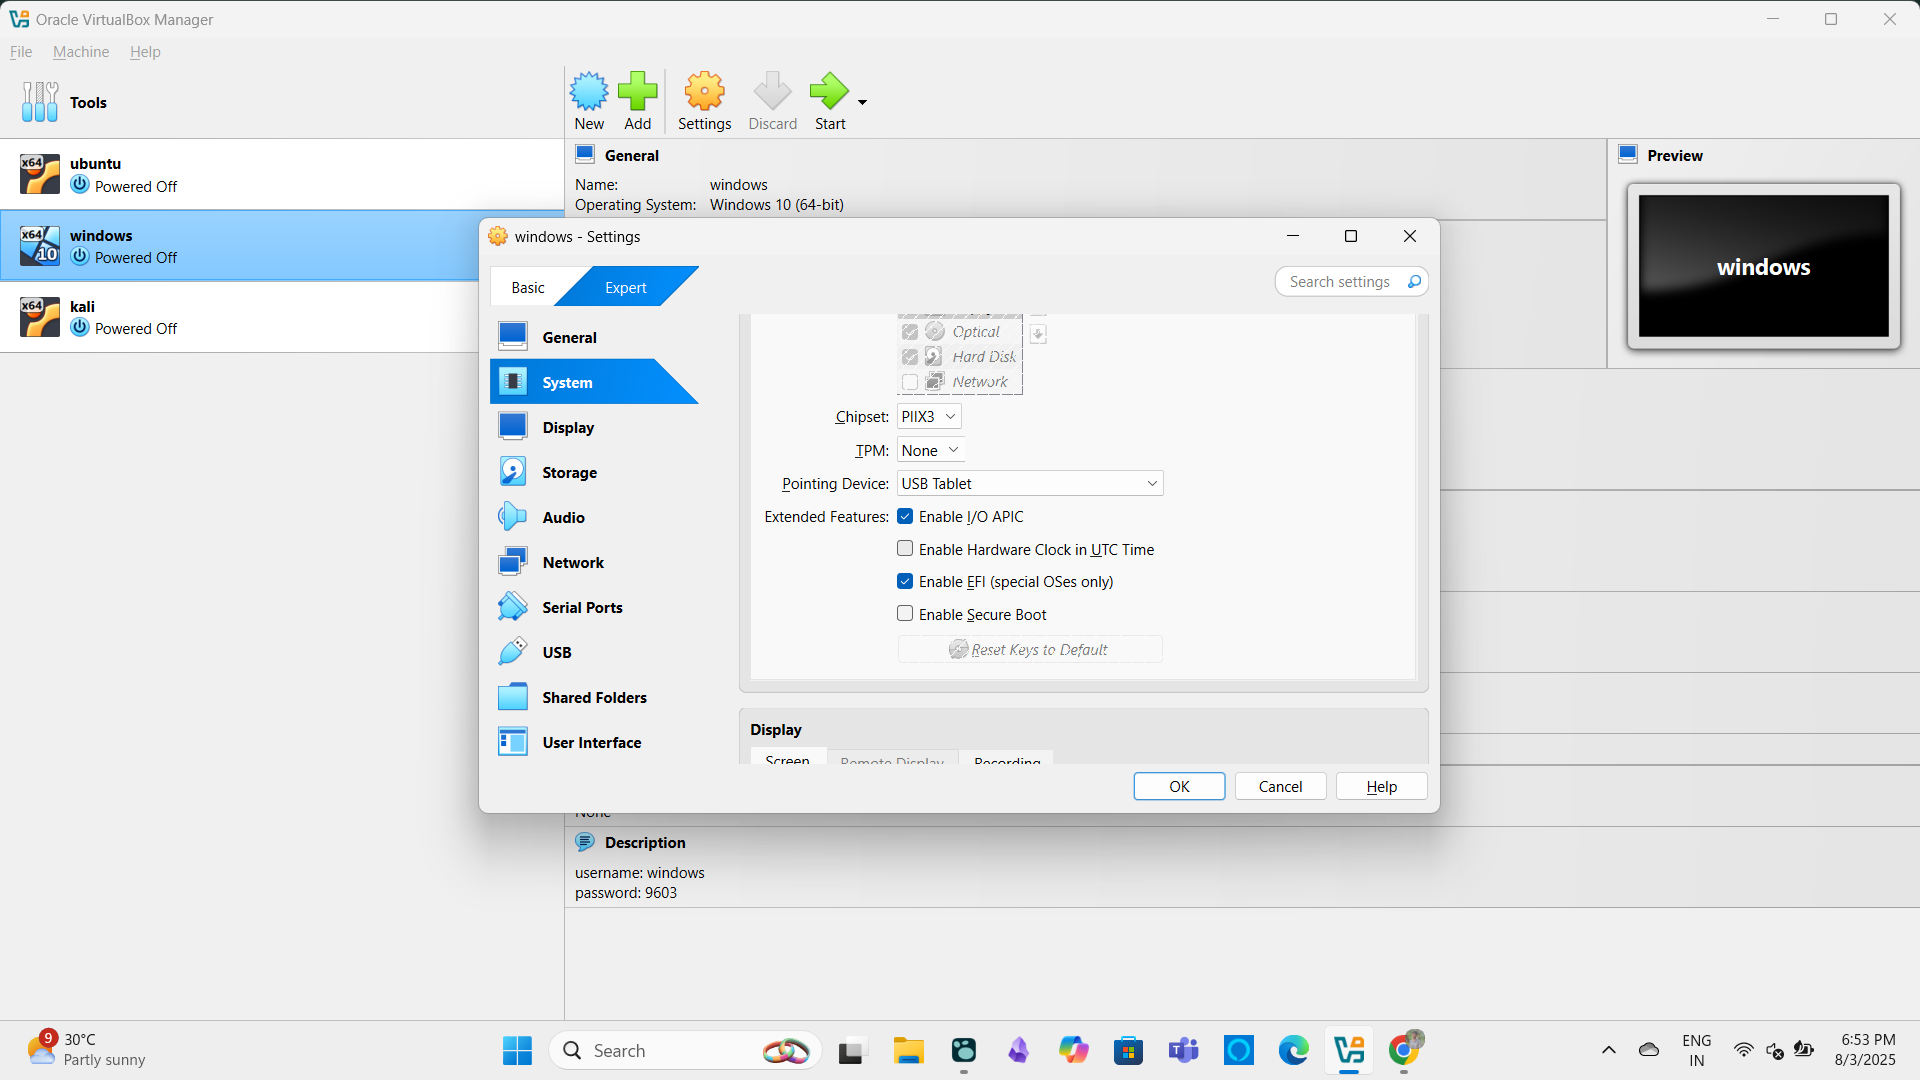 Oracle VirtualBox Manager
File Machine Help
Tools
New Add Settings Discard Start
x64 ubuntu
Powered Off
x64 10 windows
Powered Off
x64 kali
Powered Off
General
Name: windows
Operating System: Windows 10 (64-bit)
Preview
windows
windows - Settings
Basic Expert
Search settings
General
System
Display
Storage
Audio
Network
Serial Ports
USB
Shared Folders
User Interface
Optical
Hard Disk
Network
Chipset: PIIX3
TPM: None
Pointing Device: USB Tablet
Extended Features: Enable I/O APIC
Enable Hardware Clock in UTC Time
Enable EFI (special OSes only)
Enable Secure Boot
Reset Keys to Default
Display
Screen Remote Display Recording
OK Cancel Help
None
Description
username: windows
password: 9603
9 30°C
Partly sunny
Search
ENG
IN
6:53 PM
8/3/2025